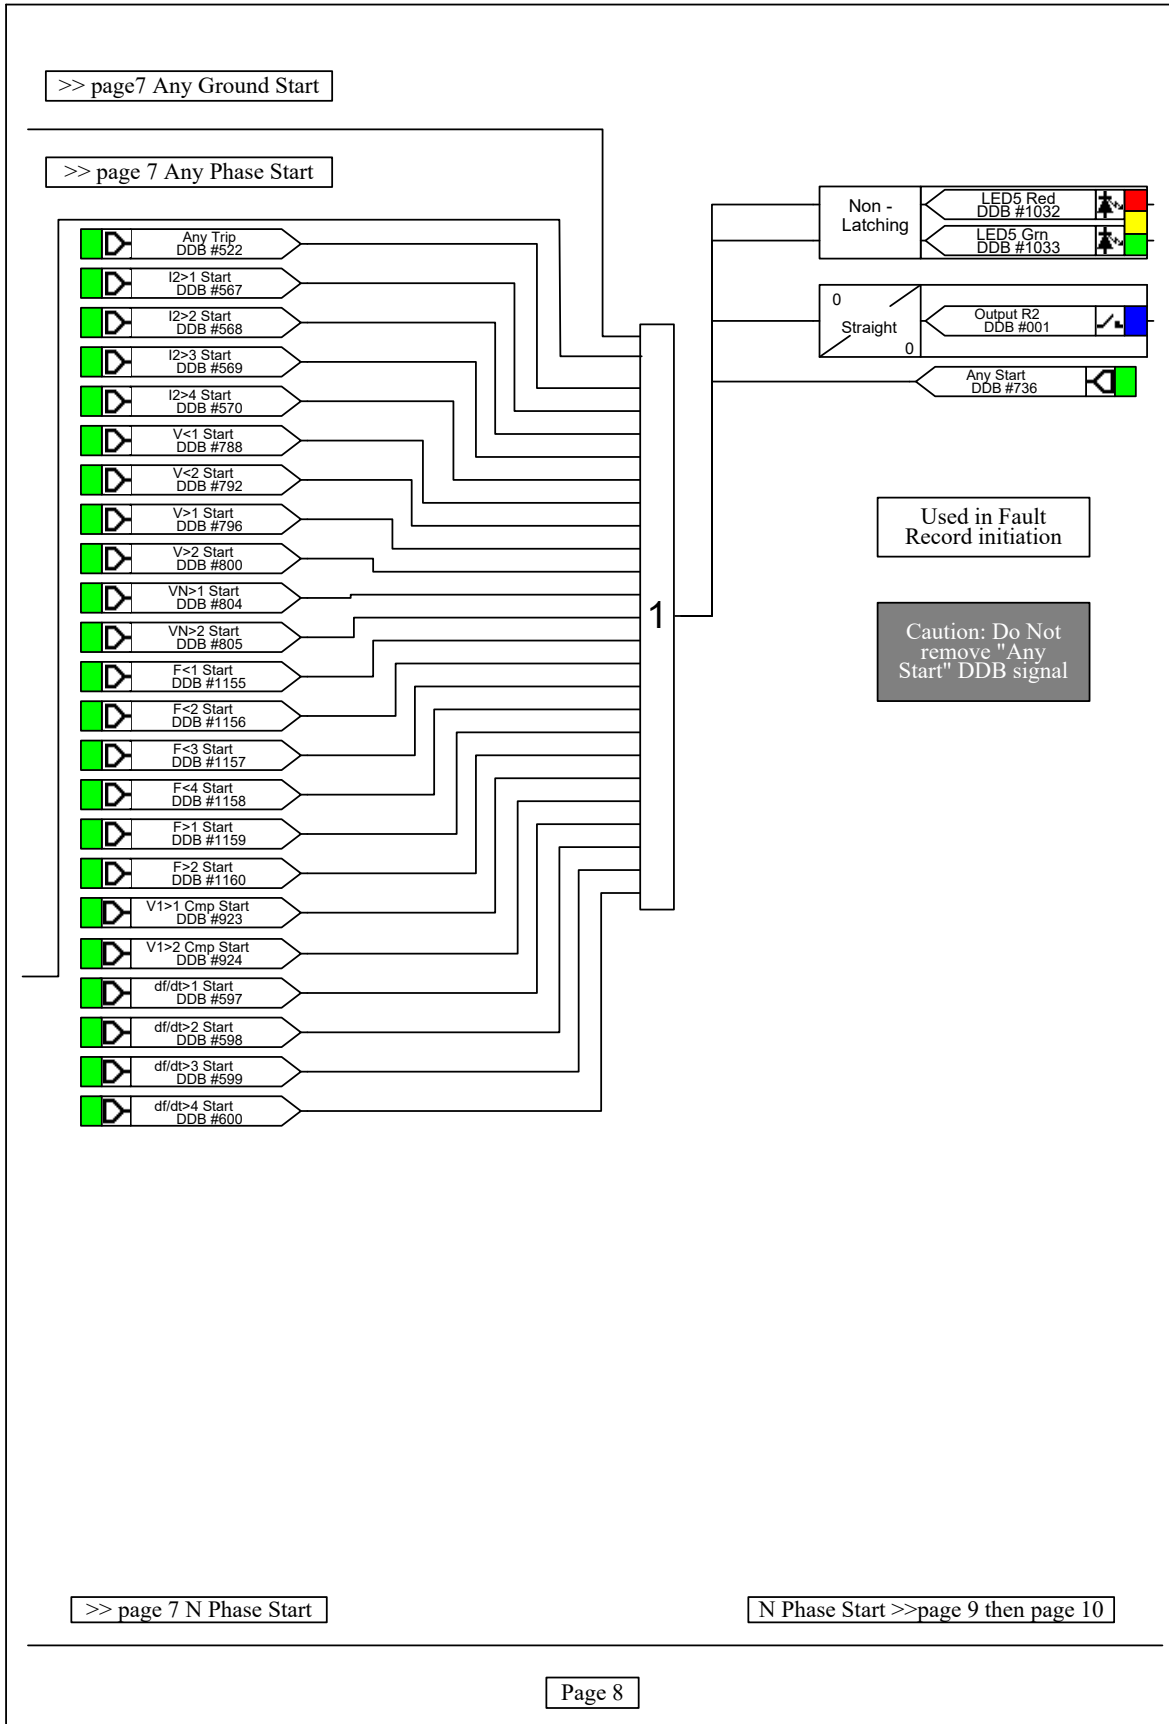 >> page7 Any Ground Start
>> page 7 Any Phase Start
Any Trip
DDB #522
I2>1 Start
DDB #567
I2>2 Start
DDB #568
I2>3 Start
DDB #569
I2>4 Start
DDB #570
V<1 Start
DDB #788
V<2 Start
DDB #792
V>1 Start
DDB #796
V>2 Start
DDB #800
VN>1 Start
DDB #804
VN>2 Start
DDB #805
F<1 Start
DDB #1155
F<2 Start
DDB #1156
F<3 Start
DDB #1157
F<4 Start
DDB #1158
F>1 Start
DDB #1159
F>2 Start
DDB #1160
V1>1 Cmp Start
DDB #923
V1>2 Cmp Start
DDB #924
df/dt>1 Start
DDB #597
df/dt>2 Start
DDB #598
df/dt>3 Start
DDB #599
df/dt>4 Start
DDB #600
1
Non -
Latching
LED5 Red
DDB #1032
LED5 Grn
DDB #1033
0
Straight
0
Output R2
DDB #001
Any Start
DDB #736
Used in Fault
Record initiation
Caution: Do Not
remove "Any
Start" DDB signal
>> page 7 N Phase Start
N Phase Start >>page 9 then page 10
Page 8